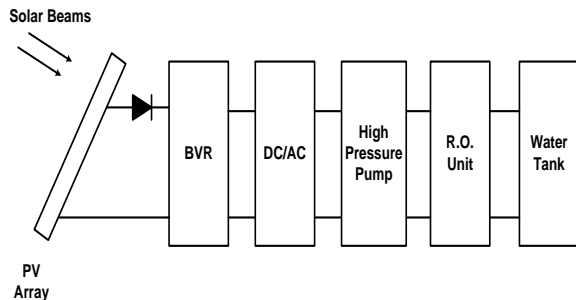 Solar Beams
BVR
DC/AC
High
Pressure
Pump
R.O.
Unit
Water
Tank
PV
Array